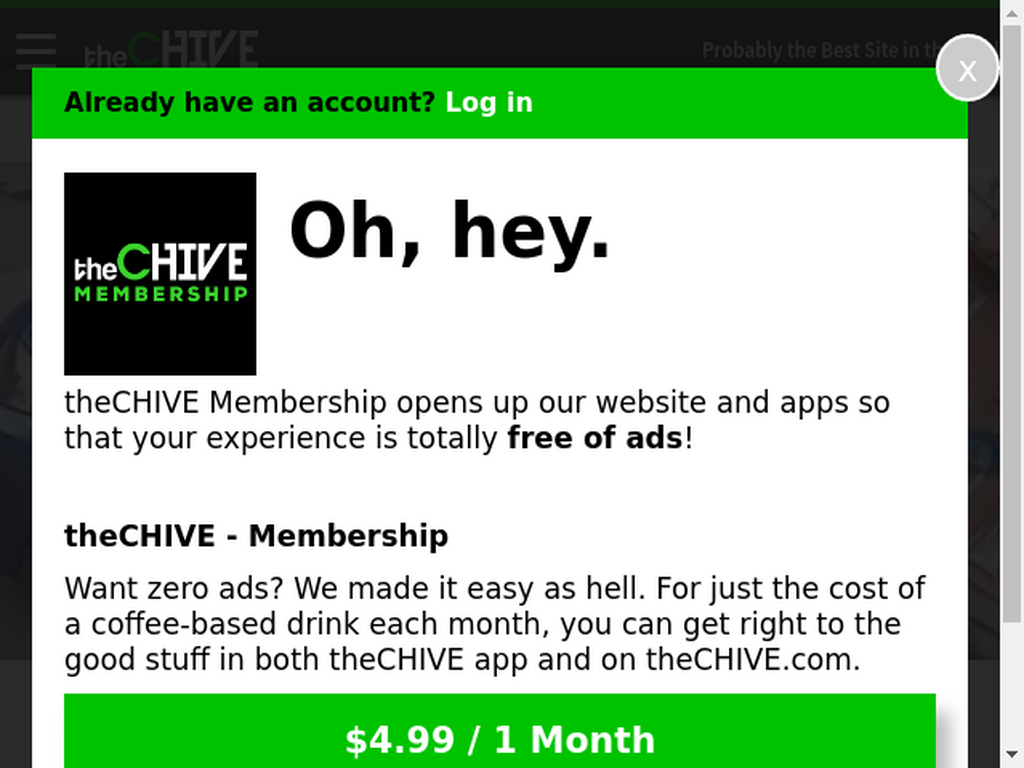 theCHIVE
Probably the Best Site in th
x
Already have an account? Log in
theCHIVE
MEMBERSHIP
Oh, hey.
theCHIVE Membership opens up our website and apps so
that your experience is totally free of ads!
theCHIVE - Membership
Want zero ads? We made it easy as hell. For just the cost of
a coffee-based drink each month, you can get right to the
good stuff in both theCHIVE app and on theCHIVE.com.
$4.99 / 1 Month